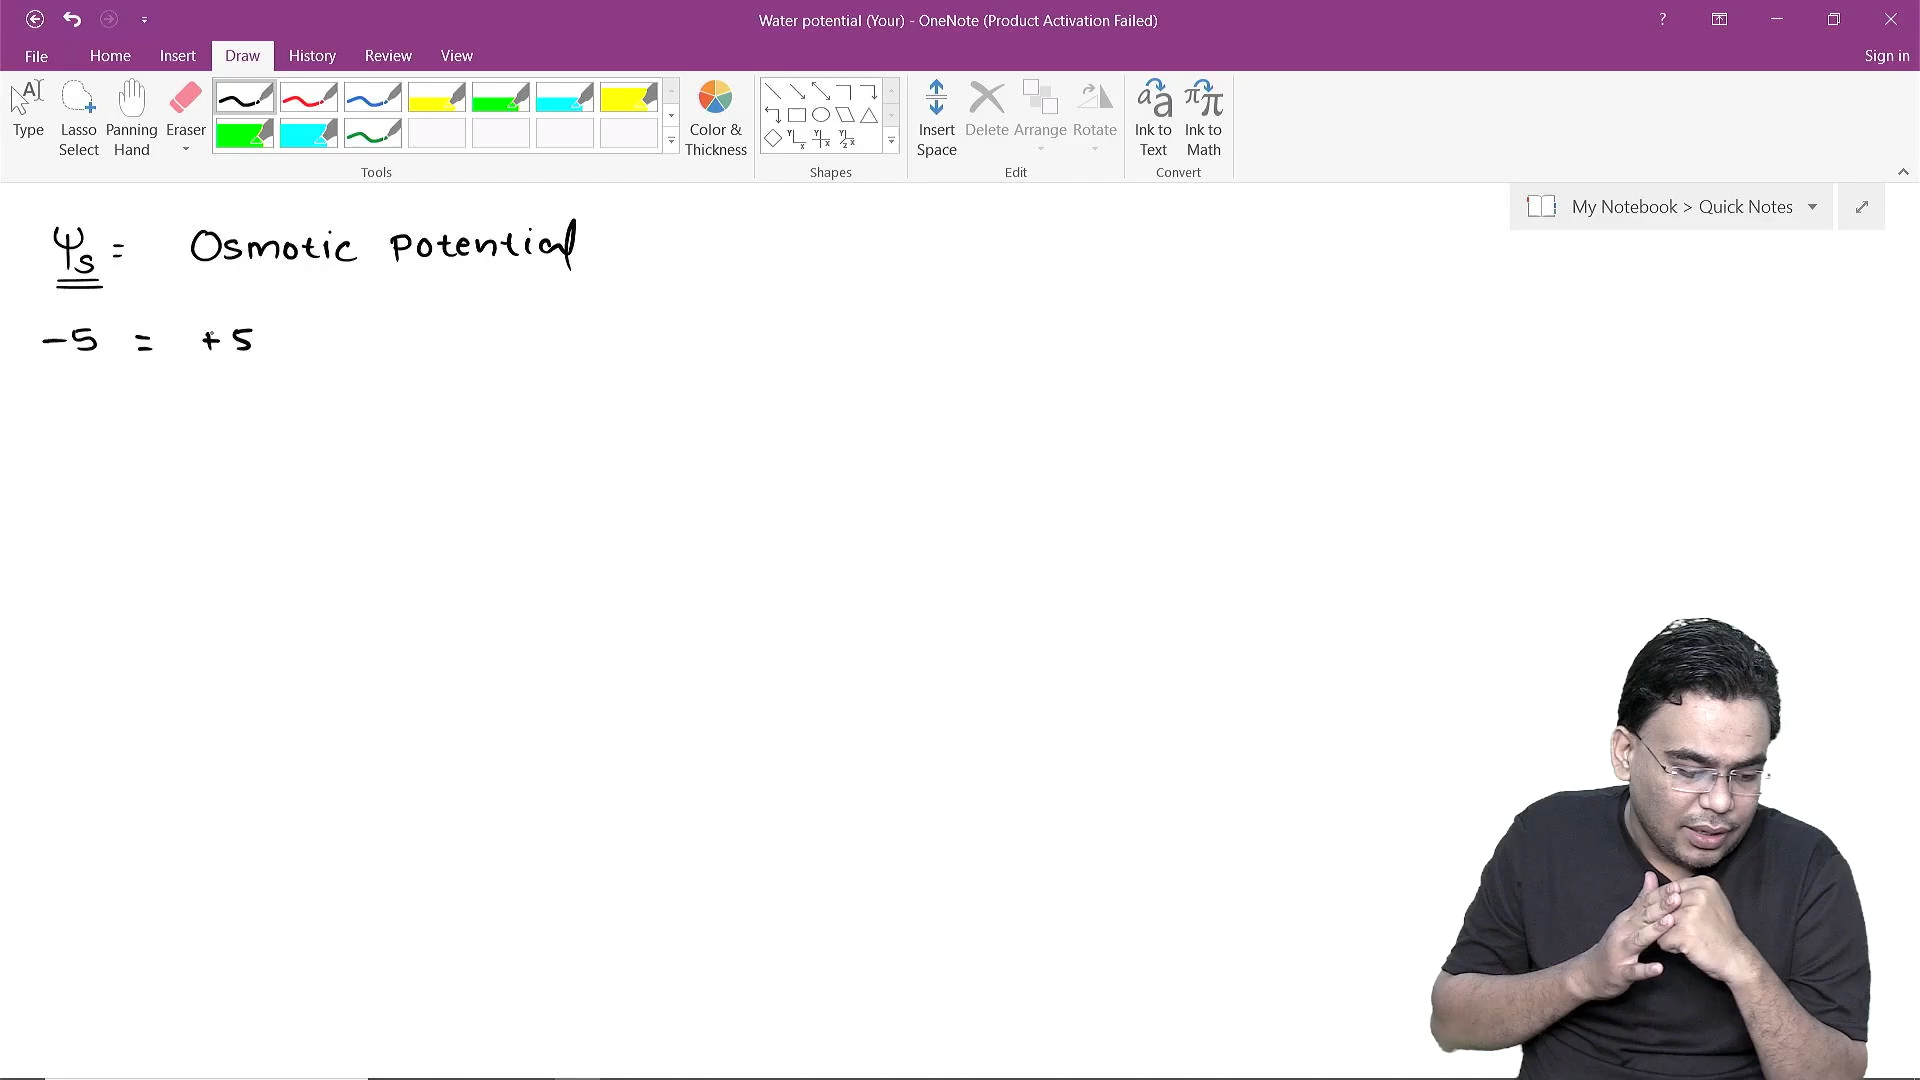 Water potential (Your) - OneNote (Product Activation Failed)
?
File Home Insert Draw History Review View
Sign in
Type
Lasso Select
Panning Hand
Eraser
Color & Thickness
Insert Space
Delete
Arrange
Rotate
Ink to Text
Ink to Math
Tools
Shapes
Edit
Convert
My Notebook > Quick Notes
Ψs = Osmotic Potential
-5 = +5